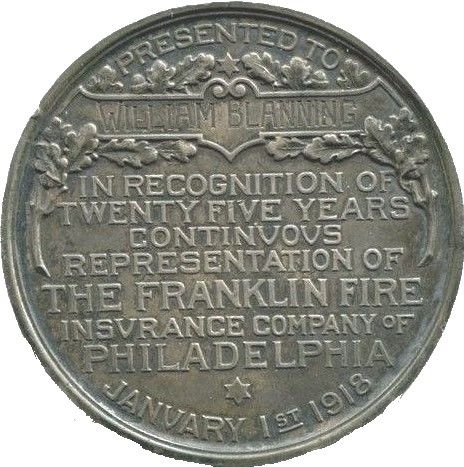 PRESENTED TO
WILLIAM BLANNING
IN RECOGNITION OF
TWENTY FIVE YEARS
CONTINVOVS
REPRESENTATION OF
THE FRANKLIN FIRE
INSVRANCE COMPANY OF
PHILADELPHIA
JANVARY 1ST 1918